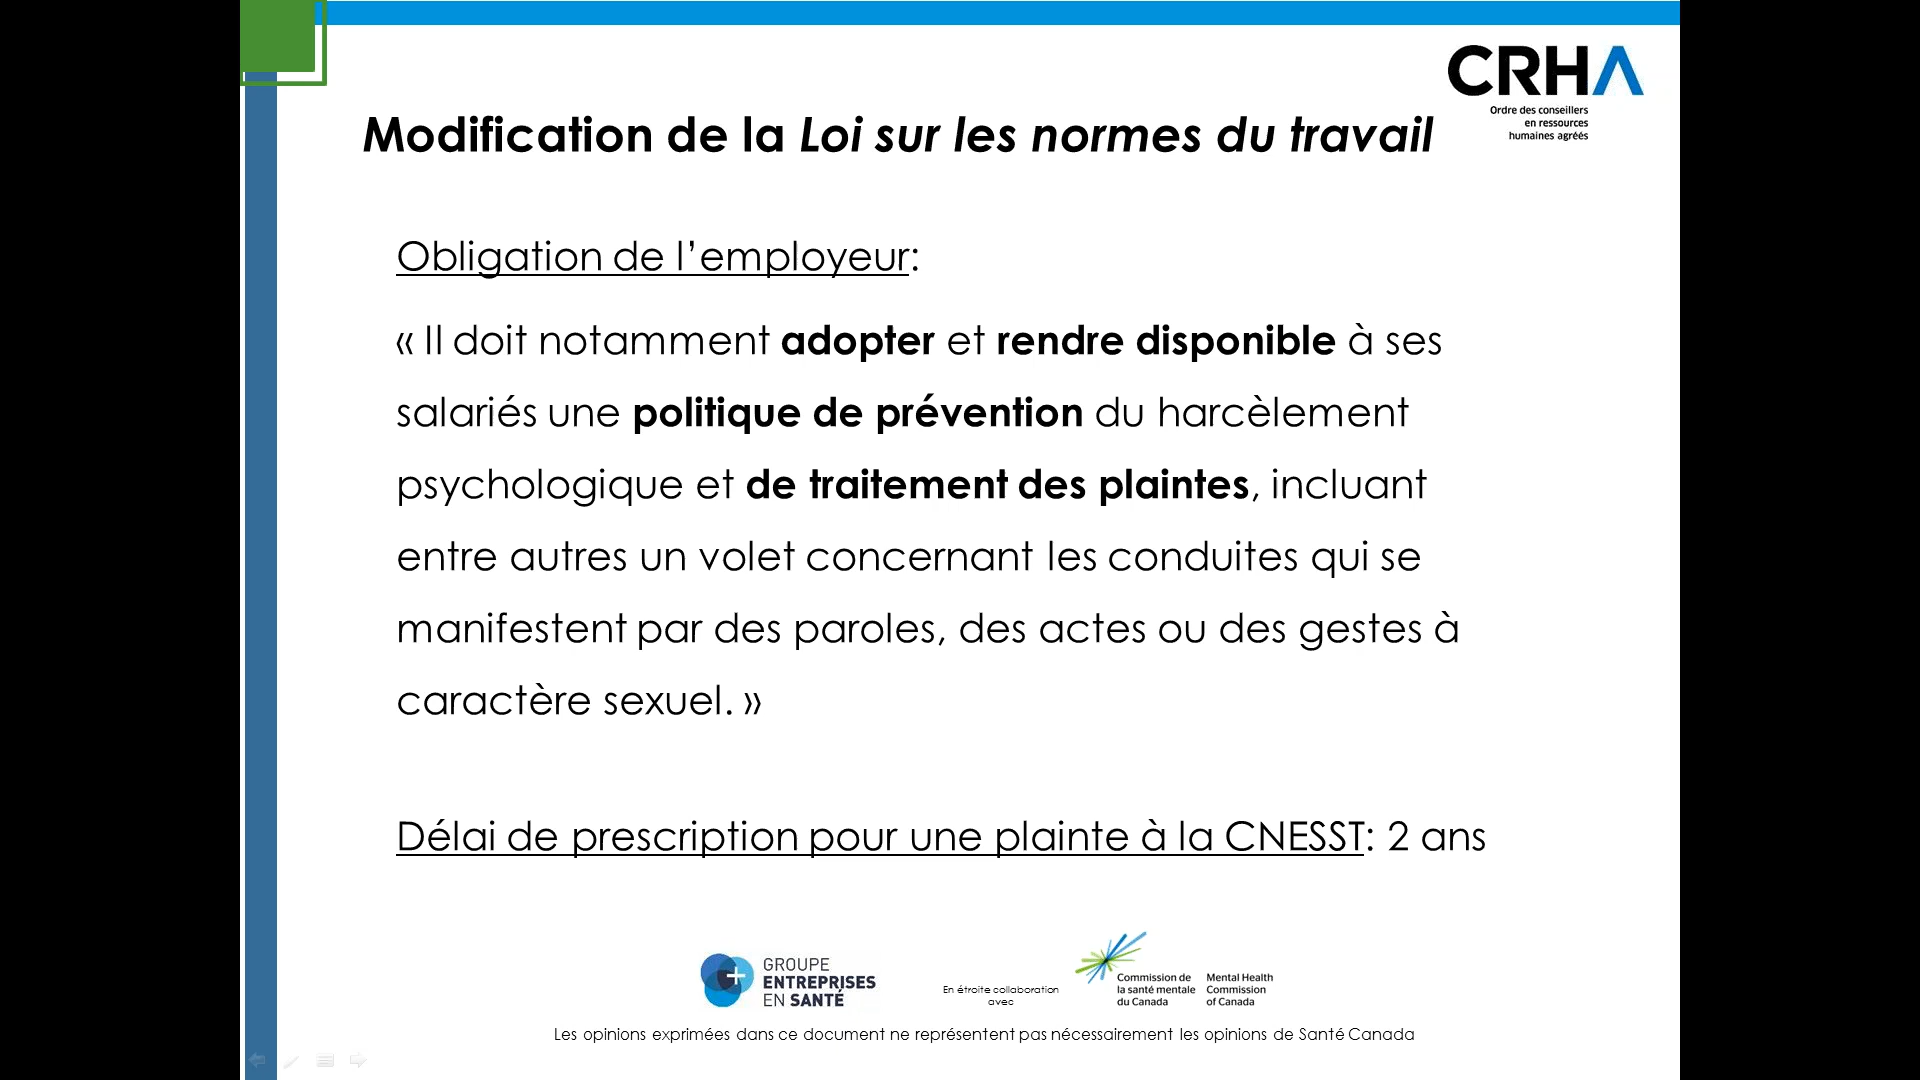 CRHA
Ordre des conseillers
en ressources
humaines agréés
Modification de la Loi sur les normes du travail
Obligation de l’employeur:
« Il doit notamment adopter et rendre disponible à ses
salariés une politique de prévention du harcèlement
psychologique et de traitement des plaintes, incluant
entre autres un volet concernant les conduites qui se
manifestent par des paroles, des actes ou des gestes à
caractère sexuel. »
Délai de prescription pour une plainte à la CNESST: 2 ans
GROUPE
ENTREPRISES
EN SANTÉ
En étroite collaboration
avec
Commission de
la santé mentale
du Canada
Mental Health
Commission
of Canada
Les opinions exprimées dans ce document ne représentent pas nécessairement les opinions de Santé Canada